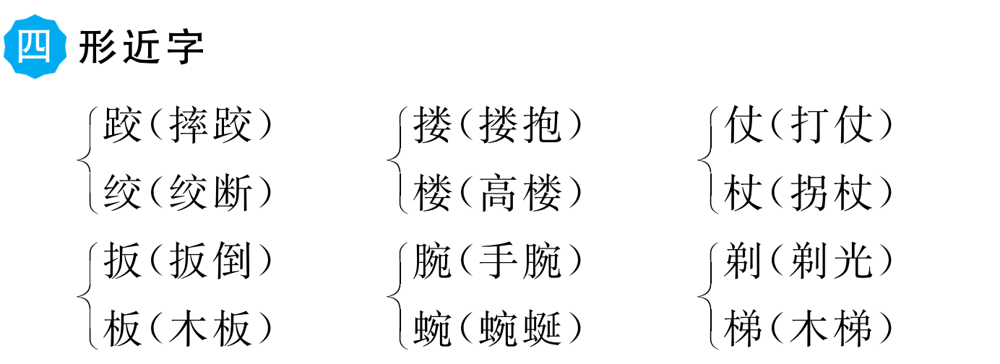 四 形近字
跤(摔跤) 搂(搂抱) 仗(打仗)
绞(绞断) 楼(高楼) 杖(拐杖)
扳(扳倒) 腕(手腕) 剃(剃光)
板(木板) 蜿(蜿蜒) 梯(木梯)